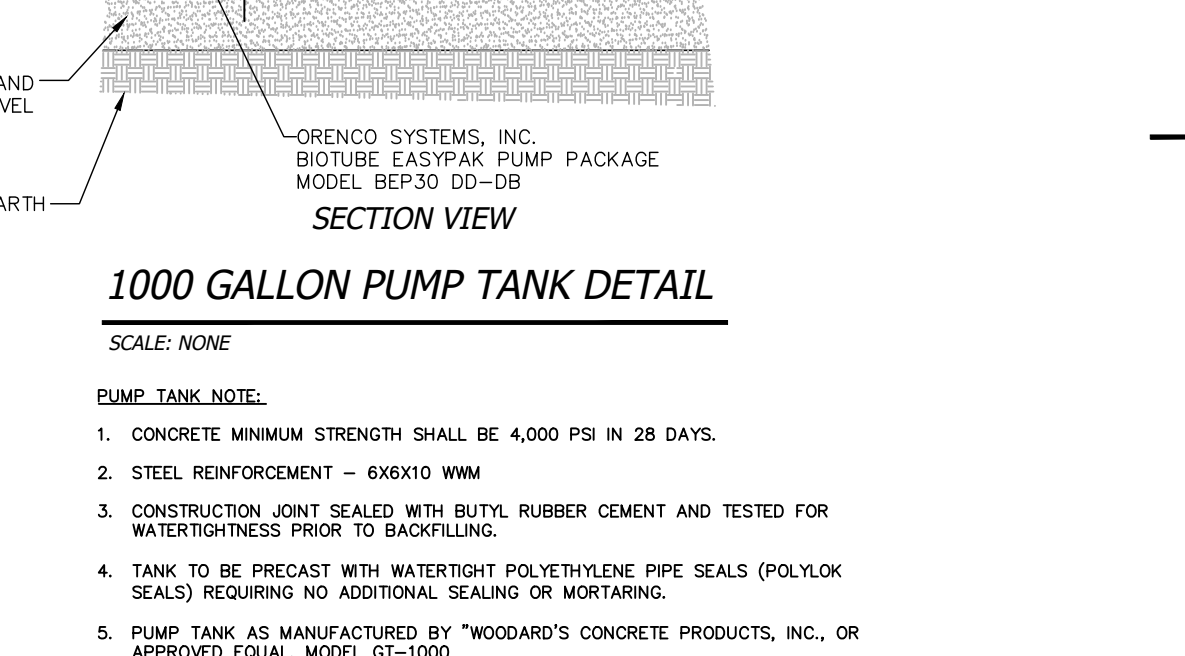 AND
VEL
ORENCO SYSTEMS, INC.
BIOTUBE EASYPAK PUMP PACKAGE
MODEL BEP30 DD-DB
ARTH
SECTION VIEW
1000 GALLON PUMP TANK DETAIL
SCALE: NONE
PUMP TANK NOTE:
1. CONCRETE MINIMUM STRENGTH SHALL BE 4,000 PSI IN 28 DAYS.
2. STEEL REINFORCEMENT – 6X6X10 WWM
3. CONSTRUCTION JOINT SEALED WITH BUTYL RUBBER CEMENT AND TESTED FOR
WATERTIGHTNESS PRIOR TO BACKFILLING.
4. TANK TO BE PRECAST WITH WATERTIGHT POLYETHYLENE PIPE SEALS (POLYLOK
SEALS) REQUIRING NO ADDITIONAL SEALING OR MORTARING.
5. PUMP TANK AS MANUFACTURED BY "WOODARD'S CONCRETE PRODUCTS, INC., OR
APPROVED EQUAL, MODEL GT-1000